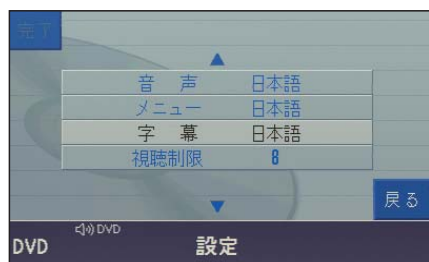 完了
音　声　日本語
メニュー　日本語
字　幕　日本語
視聴制限　8
戻る
DVD
DVD　設定